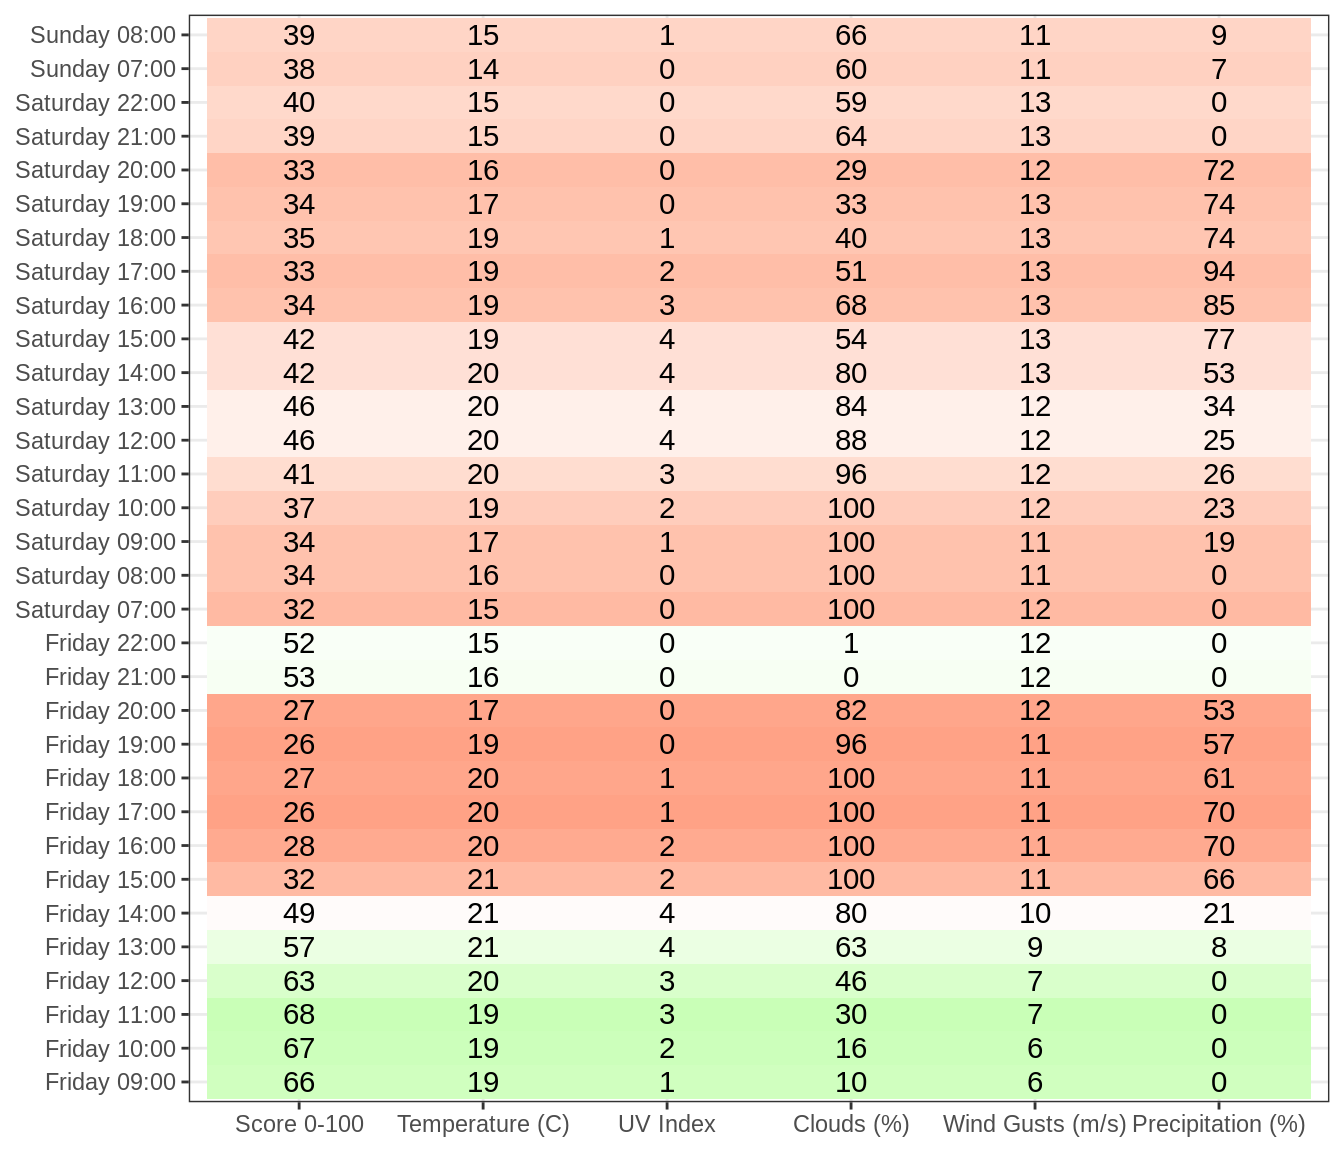 Sunday 08:00 39 15 1 66 11 9
Sunday 07:00 38 14 0 60 11 7
Saturday 22:00 40 15 0 59 13 0
Saturday 21:00 39 15 0 64 13 0
Saturday 20:00 33 16 0 29 12 72
Saturday 19:00 34 17 0 33 13 74
Saturday 18:00 35 19 1 40 13 74
Saturday 17:00 33 19 2 51 13 94
Saturday 16:00 34 19 3 68 13 85
Saturday 15:00 42 19 4 54 13 77
Saturday 14:00 42 20 4 80 13 53
Saturday 13:00 46 20 4 84 12 34
Saturday 12:00 46 20 4 88 12 25
Saturday 11:00 41 20 3 96 12 26
Saturday 10:00 37 19 2 100 12 23
Saturday 09:00 34 17 1 100 11 19
Saturday 08:00 34 16 0 100 11 0
Saturday 07:00 32 15 0 100 12 0
Friday 22:00 52 15 0 1 12 0
Friday 21:00 53 16 0 0 12 0
Friday 20:00 27 17 0 82 12 53
Friday 19:00 26 19 0 96 11 57
Friday 18:00 27 20 1 100 11 61
Friday 17:00 26 20 1 100 11 70
Friday 16:00 28 20 2 100 11 70
Friday 15:00 32 21 2 100 11 66
Friday 14:00 49 21 4 80 10 21
Friday 13:00 57 21 4 63 9 8
Friday 12:00 63 20 3 46 7 0
Friday 11:00 68 19 3 30 7 0
Friday 10:00 67 19 2 16 6 0
Friday 09:00 66 19 1 10 6 0
Score 0-100 Temperature (C) UV Index Clouds (%) Wind Gusts (m/s) Precipitation (%)